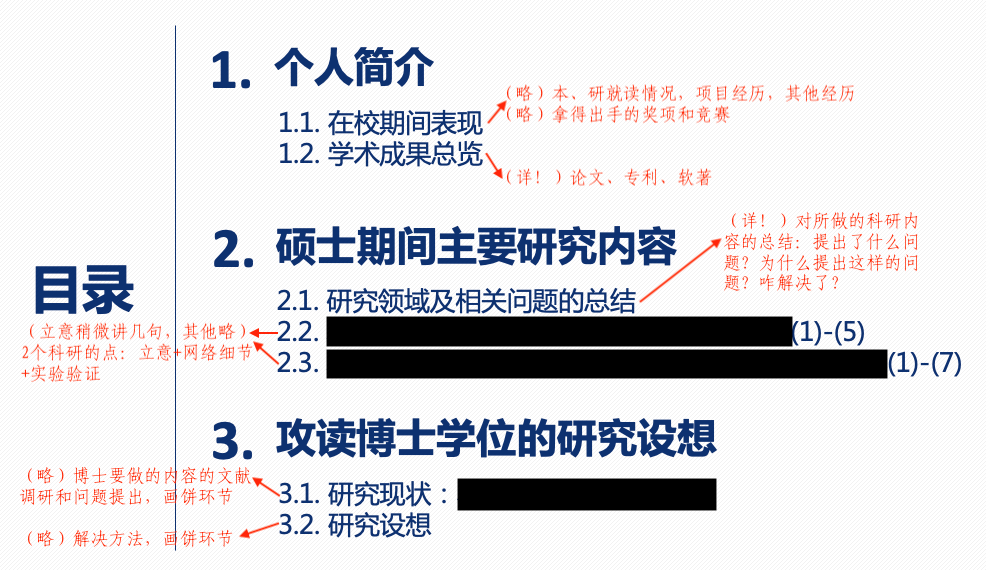 目录
1. 个人简介
1.1. 在校期间表现
（略）本、研就读情况，项目经历，其他经历
（略）拿得出手的奖项和竞赛
1.2. 学术成果总览
（详！）论文、专利、软著
2. 硕士期间主要研究内容
2.1. 研究领域及相关问题的总结
（详！）对所做的科研内
容的总结：提出了什么问
题？为什么提出这样的问
题？咋解决了？
2.2. (1)-(5)
2.3. (1)-(7)
（立意稍微讲几句，其他略）
2个科研的点：立意+网络细节
+实验验证
3. 攻读博士学位的研究设想
3.1. 研究现状：
（略）博士要做的内容的文献
调研和问题提出，画饼环节
3.2. 研究设想
（略）解决方法，画饼环节